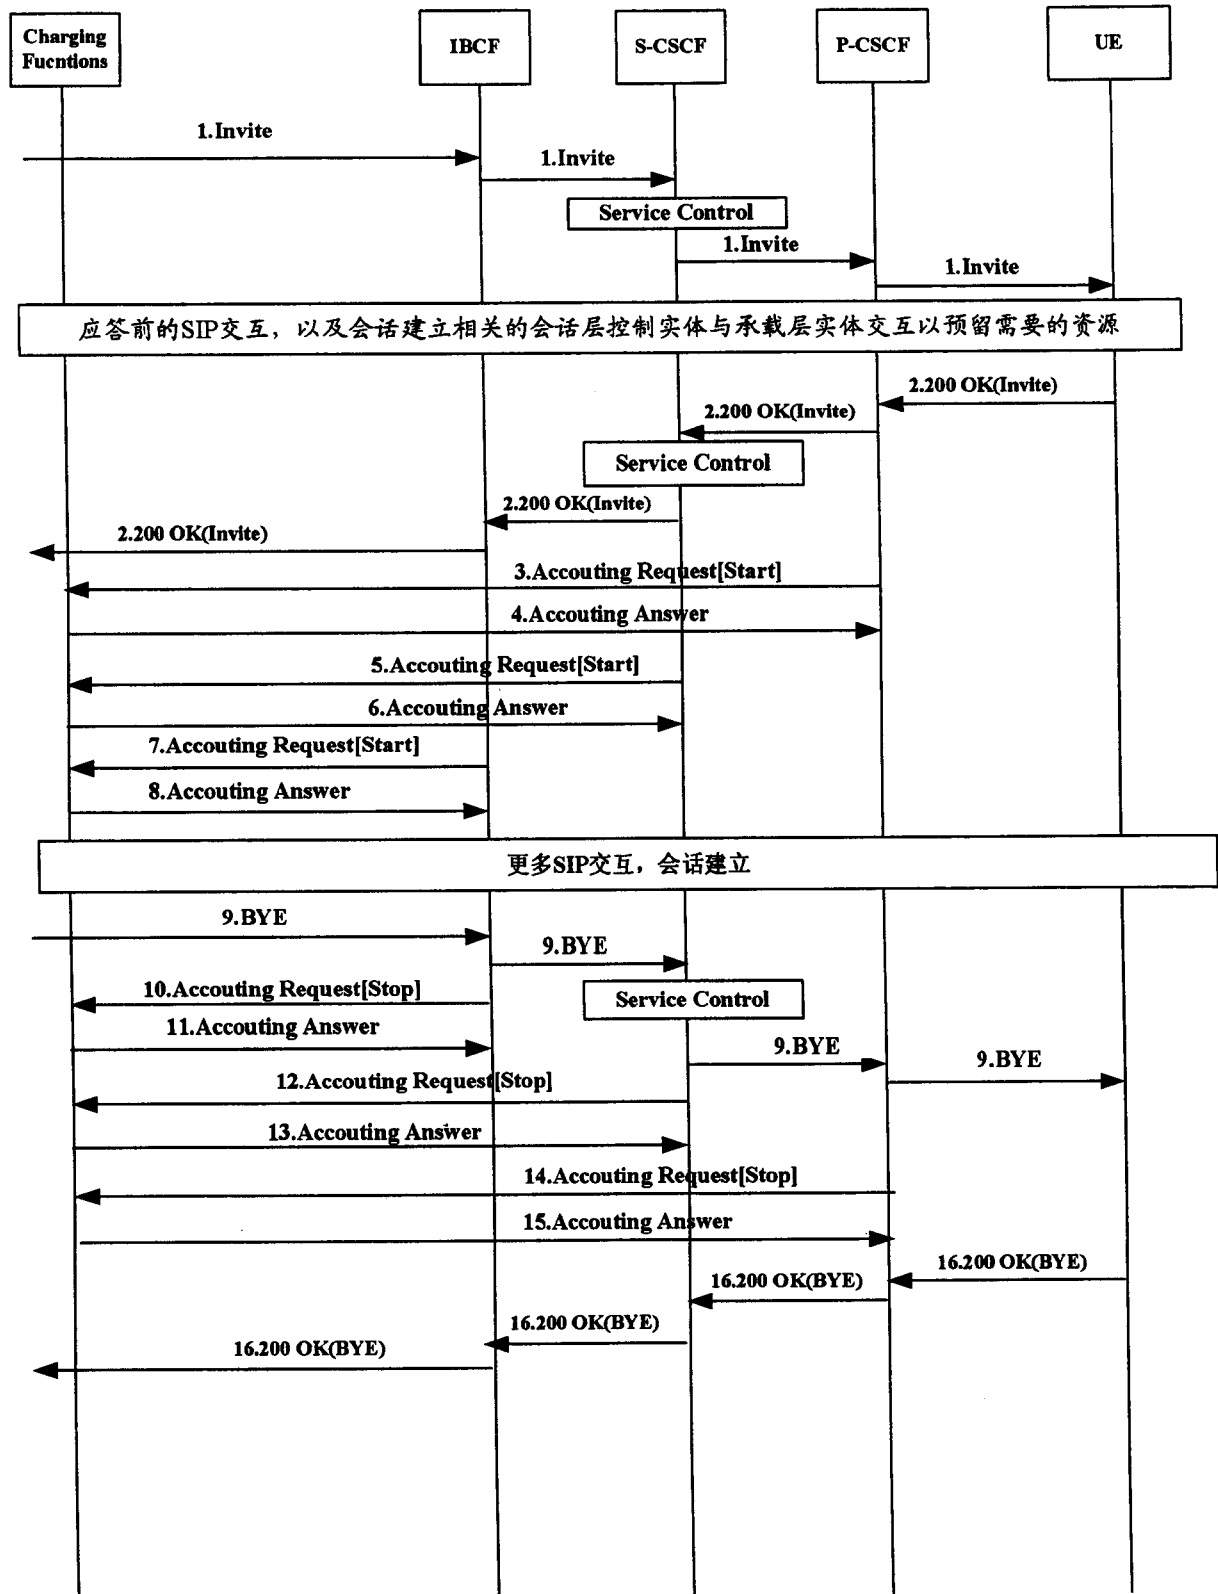 Charging
Fucntions
IBCF
S-CSCF
P-CSCF
UE
1.Invite
1.Invite
Service Control
1.Invite
1.Invite
应答前的SIP交互，以及会话建立相关的会话层控制实体与承载层实体交互以预留需要的资源
2.200 OK(Invite)
2.200 OK(Invite)
Service Control
2.200 OK(Invite)
2.200 OK(Invite)
3.Accouting Request[Start]
4.Accouting Answer
5.Accouting Request[Start]
6.Accouting Answer
7.Accouting Request[Start]
8.Accouting Answer
更多SIP交互，会话建立
9.BYE
9.BYE
10.Accouting Request[Stop]
Service Control
11.Accouting Answer
9.BYE
9.BYE
12.Accouting Request[Stop]
13.Accouting Answer
14.Accouting Request[Stop]
15.Accouting Answer
16.200 OK(BYE)
16.200 OK(BYE)
16.200 OK(BYE)
16.200 OK(BYE)